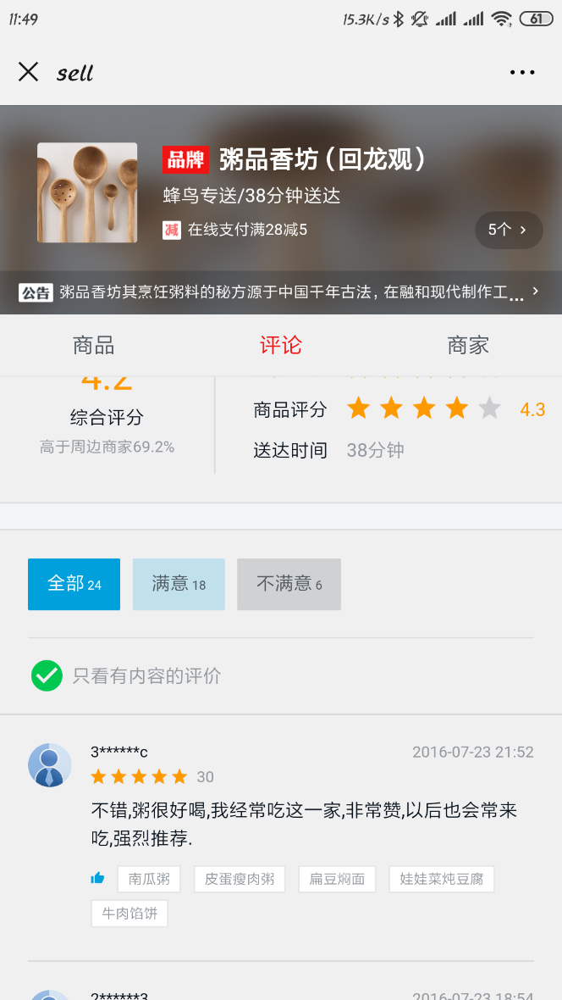 11:49
15.3K/s
61
sell
品牌 粥品香坊（回龙观）
蜂鸟专送/38分钟送达
减 在线支付满28减5
5个
公告 粥品香坊其烹饪粥料的秘方源于中国千年古法，在融和现代制作工...
商品 评论 商家
4.2
综合评分
高于周边商家69.2%
商品评分 4.3
送达时间 38分钟
全部 24 满意 18 不满意 6
只看有内容的评价
3******c 2016-07-23 21:52
30
不错,粥很好喝,我经常吃这一家,非常赞,以后也会常来
吃,强烈推荐.
南瓜粥 皮蛋瘦肉粥 扁豆焖面 娃娃菜炖豆腐
牛肉馅饼
2******3 2016-07-23 18:54